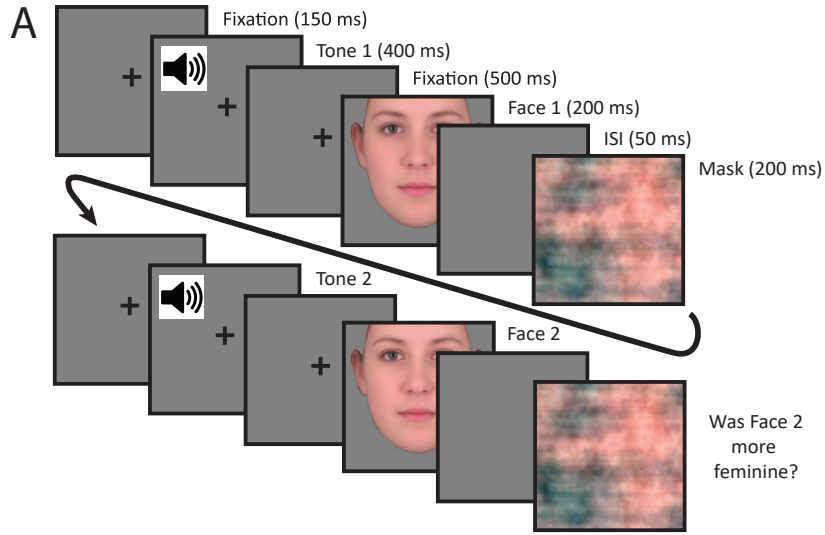 A
Fixation (150 ms)
Tone 1 (400 ms)
Fixation (500 ms)
Face 1 (200 ms)
ISI (50 ms)
Mask (200 ms)
Tone 2
Face 2
Was Face 2
more
feminine?